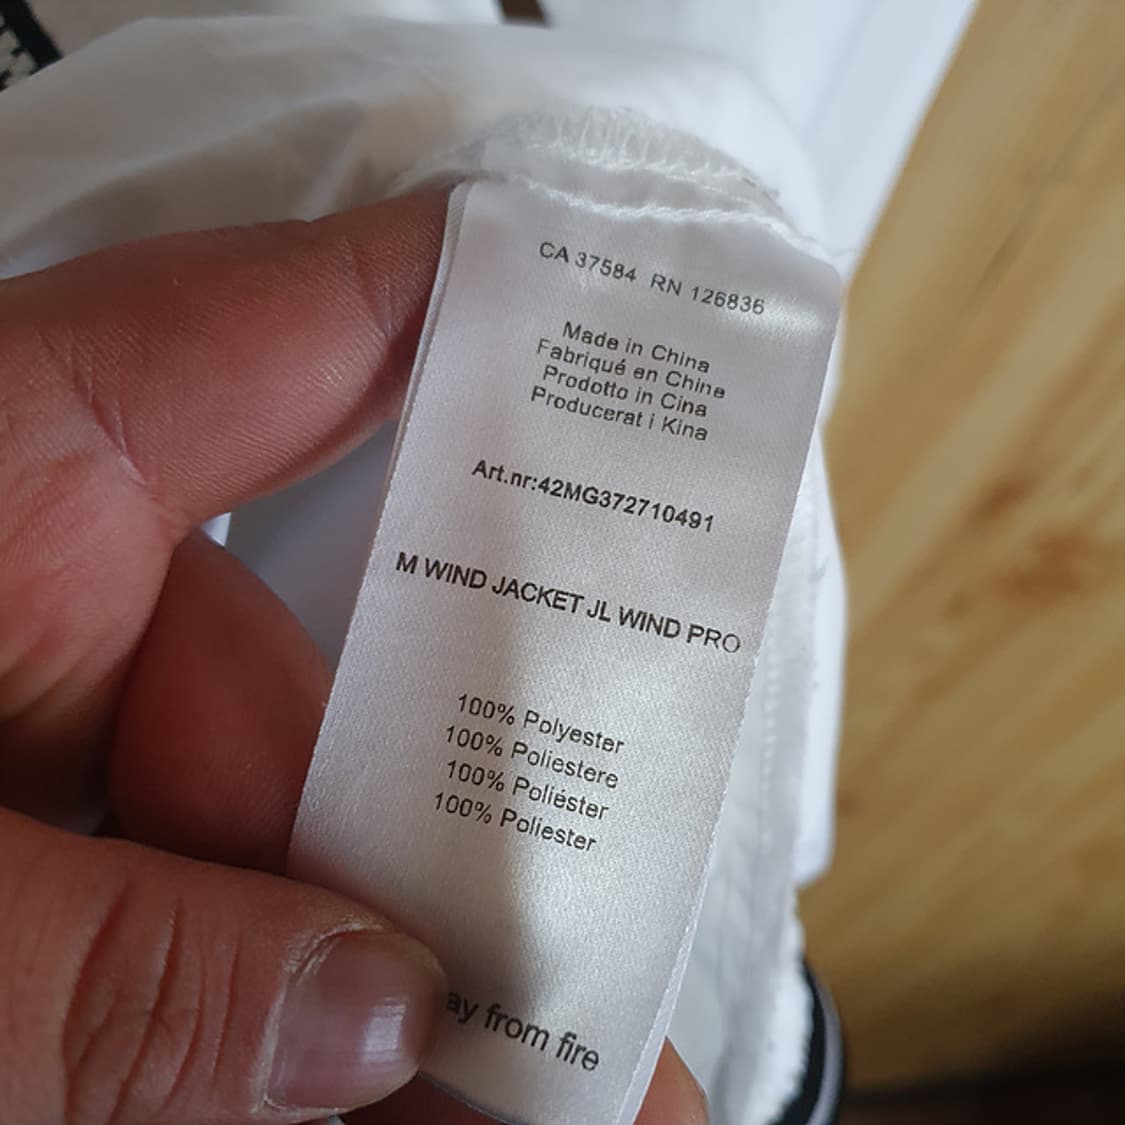 CA 37584 RN 126836
Made in China
Fabriqué en Chine
Prodotto in Cina
Producerat i Kina
Art.nr:42MG372710491
M WIND JACKET JL WIND PRO
100% Polyester
100% Poliestere
100% Poliéster
100% Poliester
ay from fire